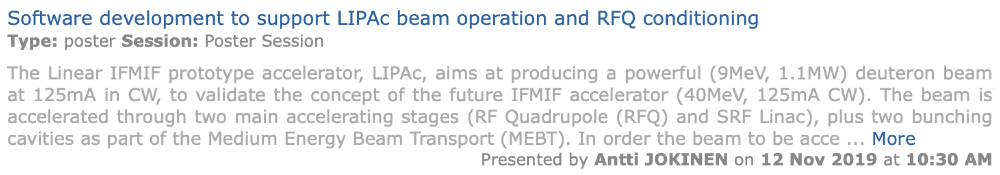 Software development to support LIPAc beam operation and RFQ conditioning
Type: poster Session: Poster Session
The Linear IFMIF prototype accelerator, LIPAc, aims at producing a powerful (9MeV, 1.1MW) deuteron beam
at 125mA in CW, to validate the concept of the future IFMIF accelerator (40MeV, 125mA CW). The beam is
accelerated through two main accelerating stages (RF Quadrupole (RFQ) and SRF Linac), plus two bunching
cavities as part of the Medium Energy Beam Transport (MEBT). In order the beam to be acce ... More
Presented by Antti JOKINEN on 12 Nov 2019 at 10:30 AM